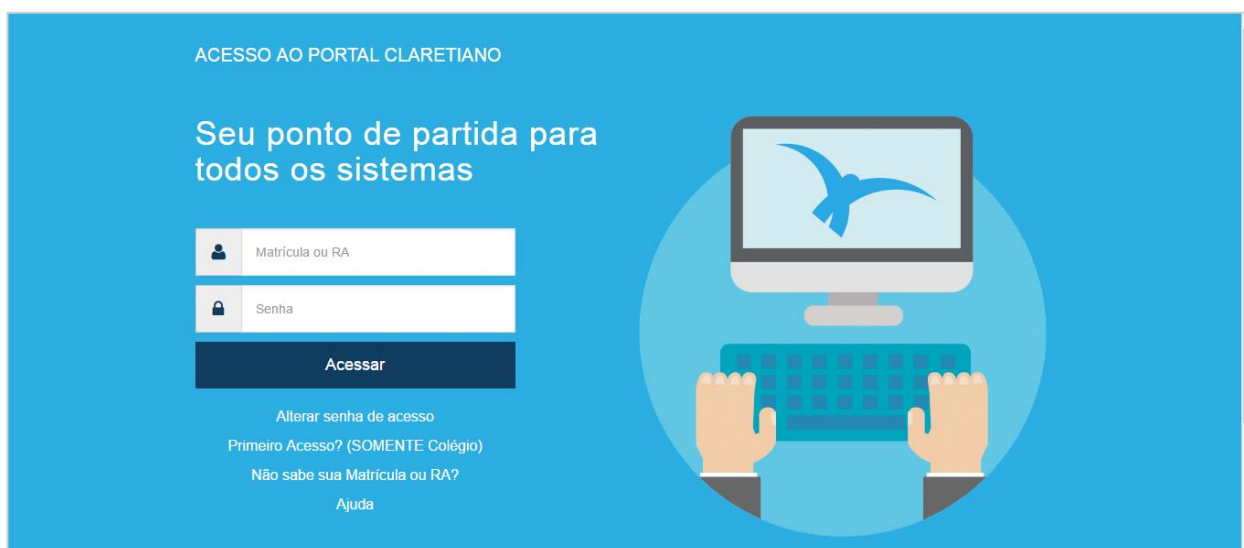 ACESSO AO PORTAL CLARETIANO
Seu ponto de partida para
todos os sistemas
Matrícula ou RA
Senha
Acessar
Alterar senha de acesso
Primeiro Acesso? (SOMENTE Colégio)
Não sabe sua Matrícula ou RA?
Ajuda